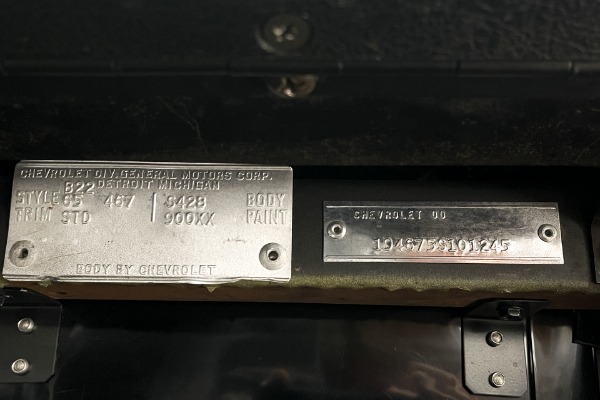 CHEVROLET DIV. GENERAL MOTORS CORP.
DETROIT MICHIGAN
B22
STYLE 65 467 S428 BODY
TRIM STD 900XX PAINT
BODY BY CHEVROLET
CHEVROLET 00
194675S101245